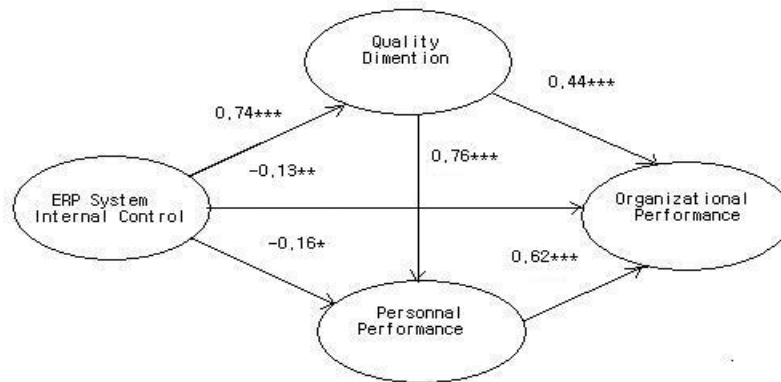 Quality
Dimention
0,44***
0,74***
-0,13**
0,76***
ERP System
Internal Control
Organizational
Performance
-0,16*
0,62***
Personnal
Performance